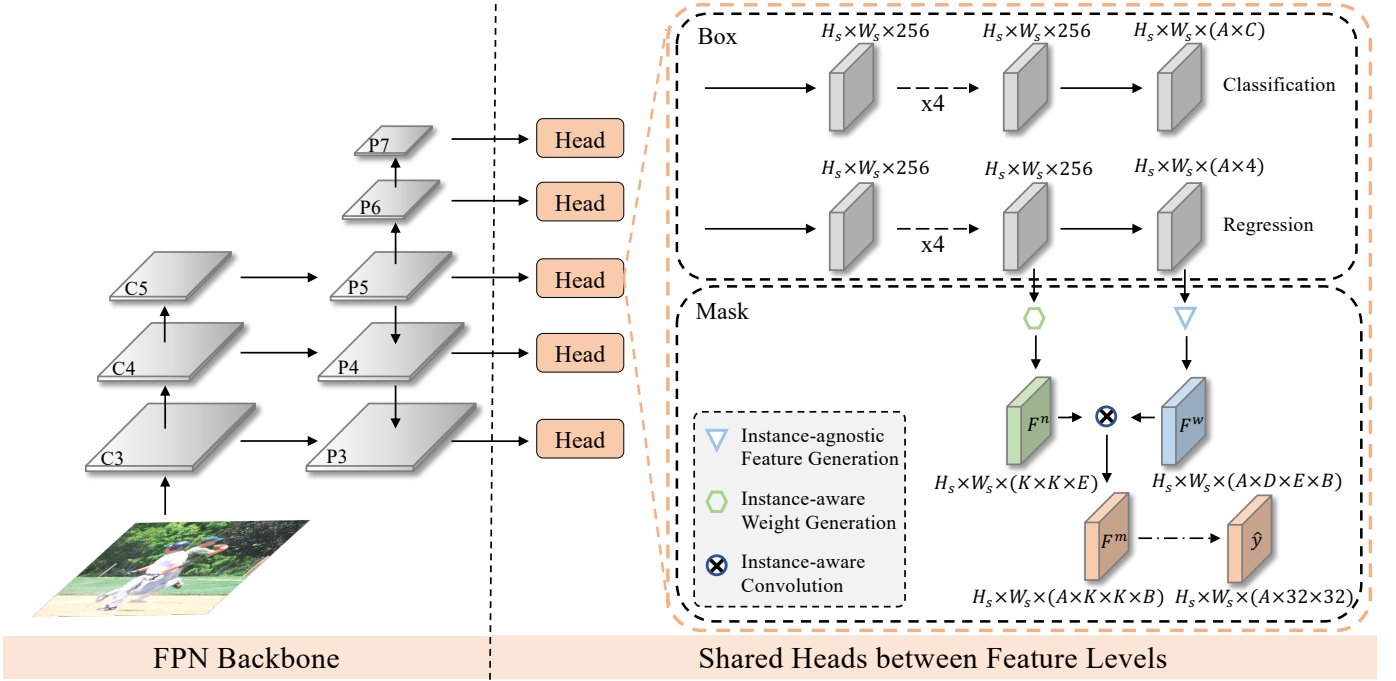 P7
P6
C5
P5
C4
P4
C3
P3
Head
Head
Head
Head
Head
Box
H_s×W_s×256
H_s×W_s×256
H_s×W_s×(A×C)
x4
Classification
H_s×W_s×256
H_s×W_s×256
H_s×W_s×(A×4)
x4
Regression
Mask
F^n
F^w
H_s×W_s×(K×K×E)
H_s×W_s×(A×D×E×B)
F^m
ŷ
H_s×W_s×(A×K×K×B)
H_s×W_s×(A×32×32)
Instance-agnostic
Feature Generation
Instance-aware
Weight Generation
Instance-aware
Convolution
FPN Backbone
Shared Heads between Feature Levels